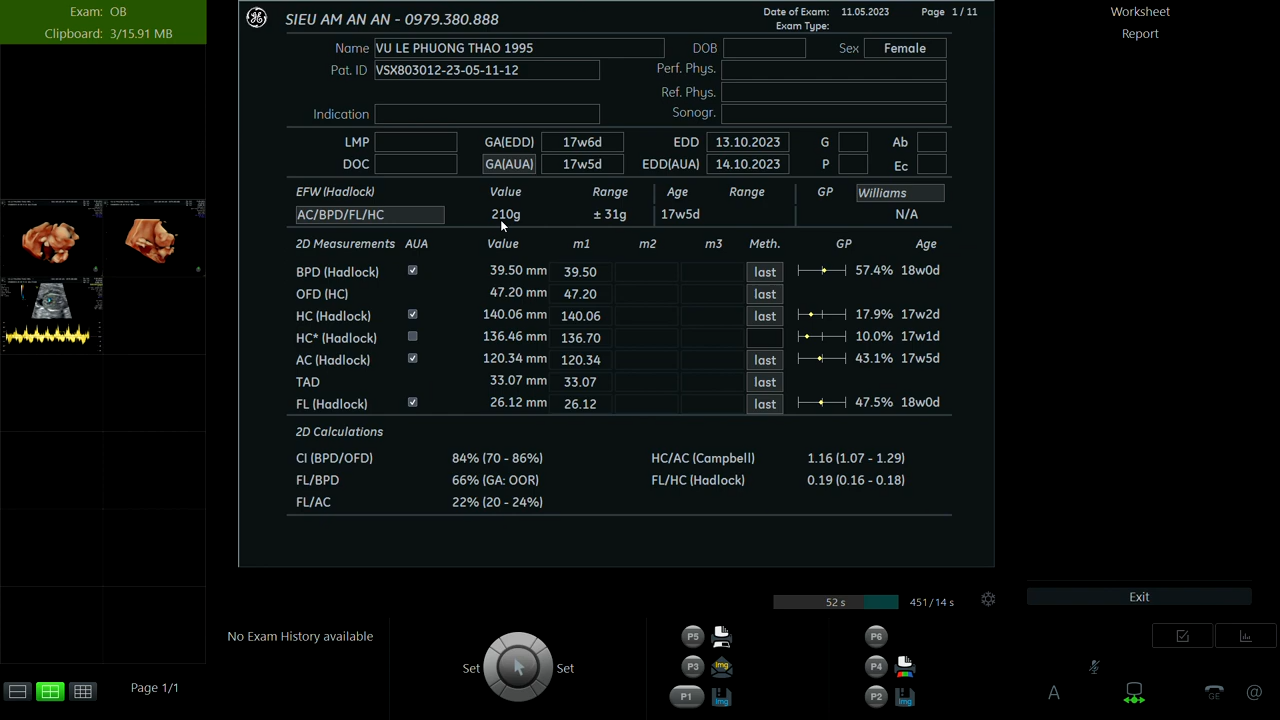 Exam: OB
Clipboard: 3/15.91 MB
SIEU AM AN AN - 0979.380.888
Date of Exam: 11.05.2023 Page 1 / 11
Exam Type:
Name VU LE PHUONG THAO 1995 DOB Sex Female
Pat. ID VSX803012-23-05-11-12 Perf. Phys.
Ref. Phys.
Indication Sonogr.
LMP GA(EDD) 17w6d EDD 13.10.2023 G Ab
DOC GA(AUA) 17w5d EDD(AUA) 14.10.2023 P Ec
EFW (Hadlock) Value Range Age Range GP Williams
AC/BPD/FL/HC 210g ± 31g 17w5d N/A
2D Measurements AUA Value m1 m2 m3 Meth. GP Age
BPD (Hadlock) 39.50 mm 39.50 last 57.4% 18w0d
OFD (HC) 47.20 mm 47.20 last
HC (Hadlock) 140.06 mm 140.06 last 17.9% 17w2d
HC* (Hadlock) 136.46 mm 136.70 10.0% 17w1d
AC (Hadlock) 120.34 mm 120.34 last 43.1% 17w5d
TAD 33.07 mm 33.07 last
FL (Hadlock) 26.12 mm 26.12 last 47.5% 18w0d
2D Calculations
CI (BPD/OFD) 84% (70 - 86%) HC/AC (Campbell) 1.16 (1.07 - 1.29)
FL/BPD 66% (GA: OOR) FL/HC (Hadlock) 0.19 (0.16 - 0.18)
FL/AC 22% (20 - 24%)
Worksheet
Report
52 s 451/14 s
Exit
No Exam History available
Set Set
P5 P6
P3 Img P4
P1 Img P2 Img
Page 1/1
A GE @